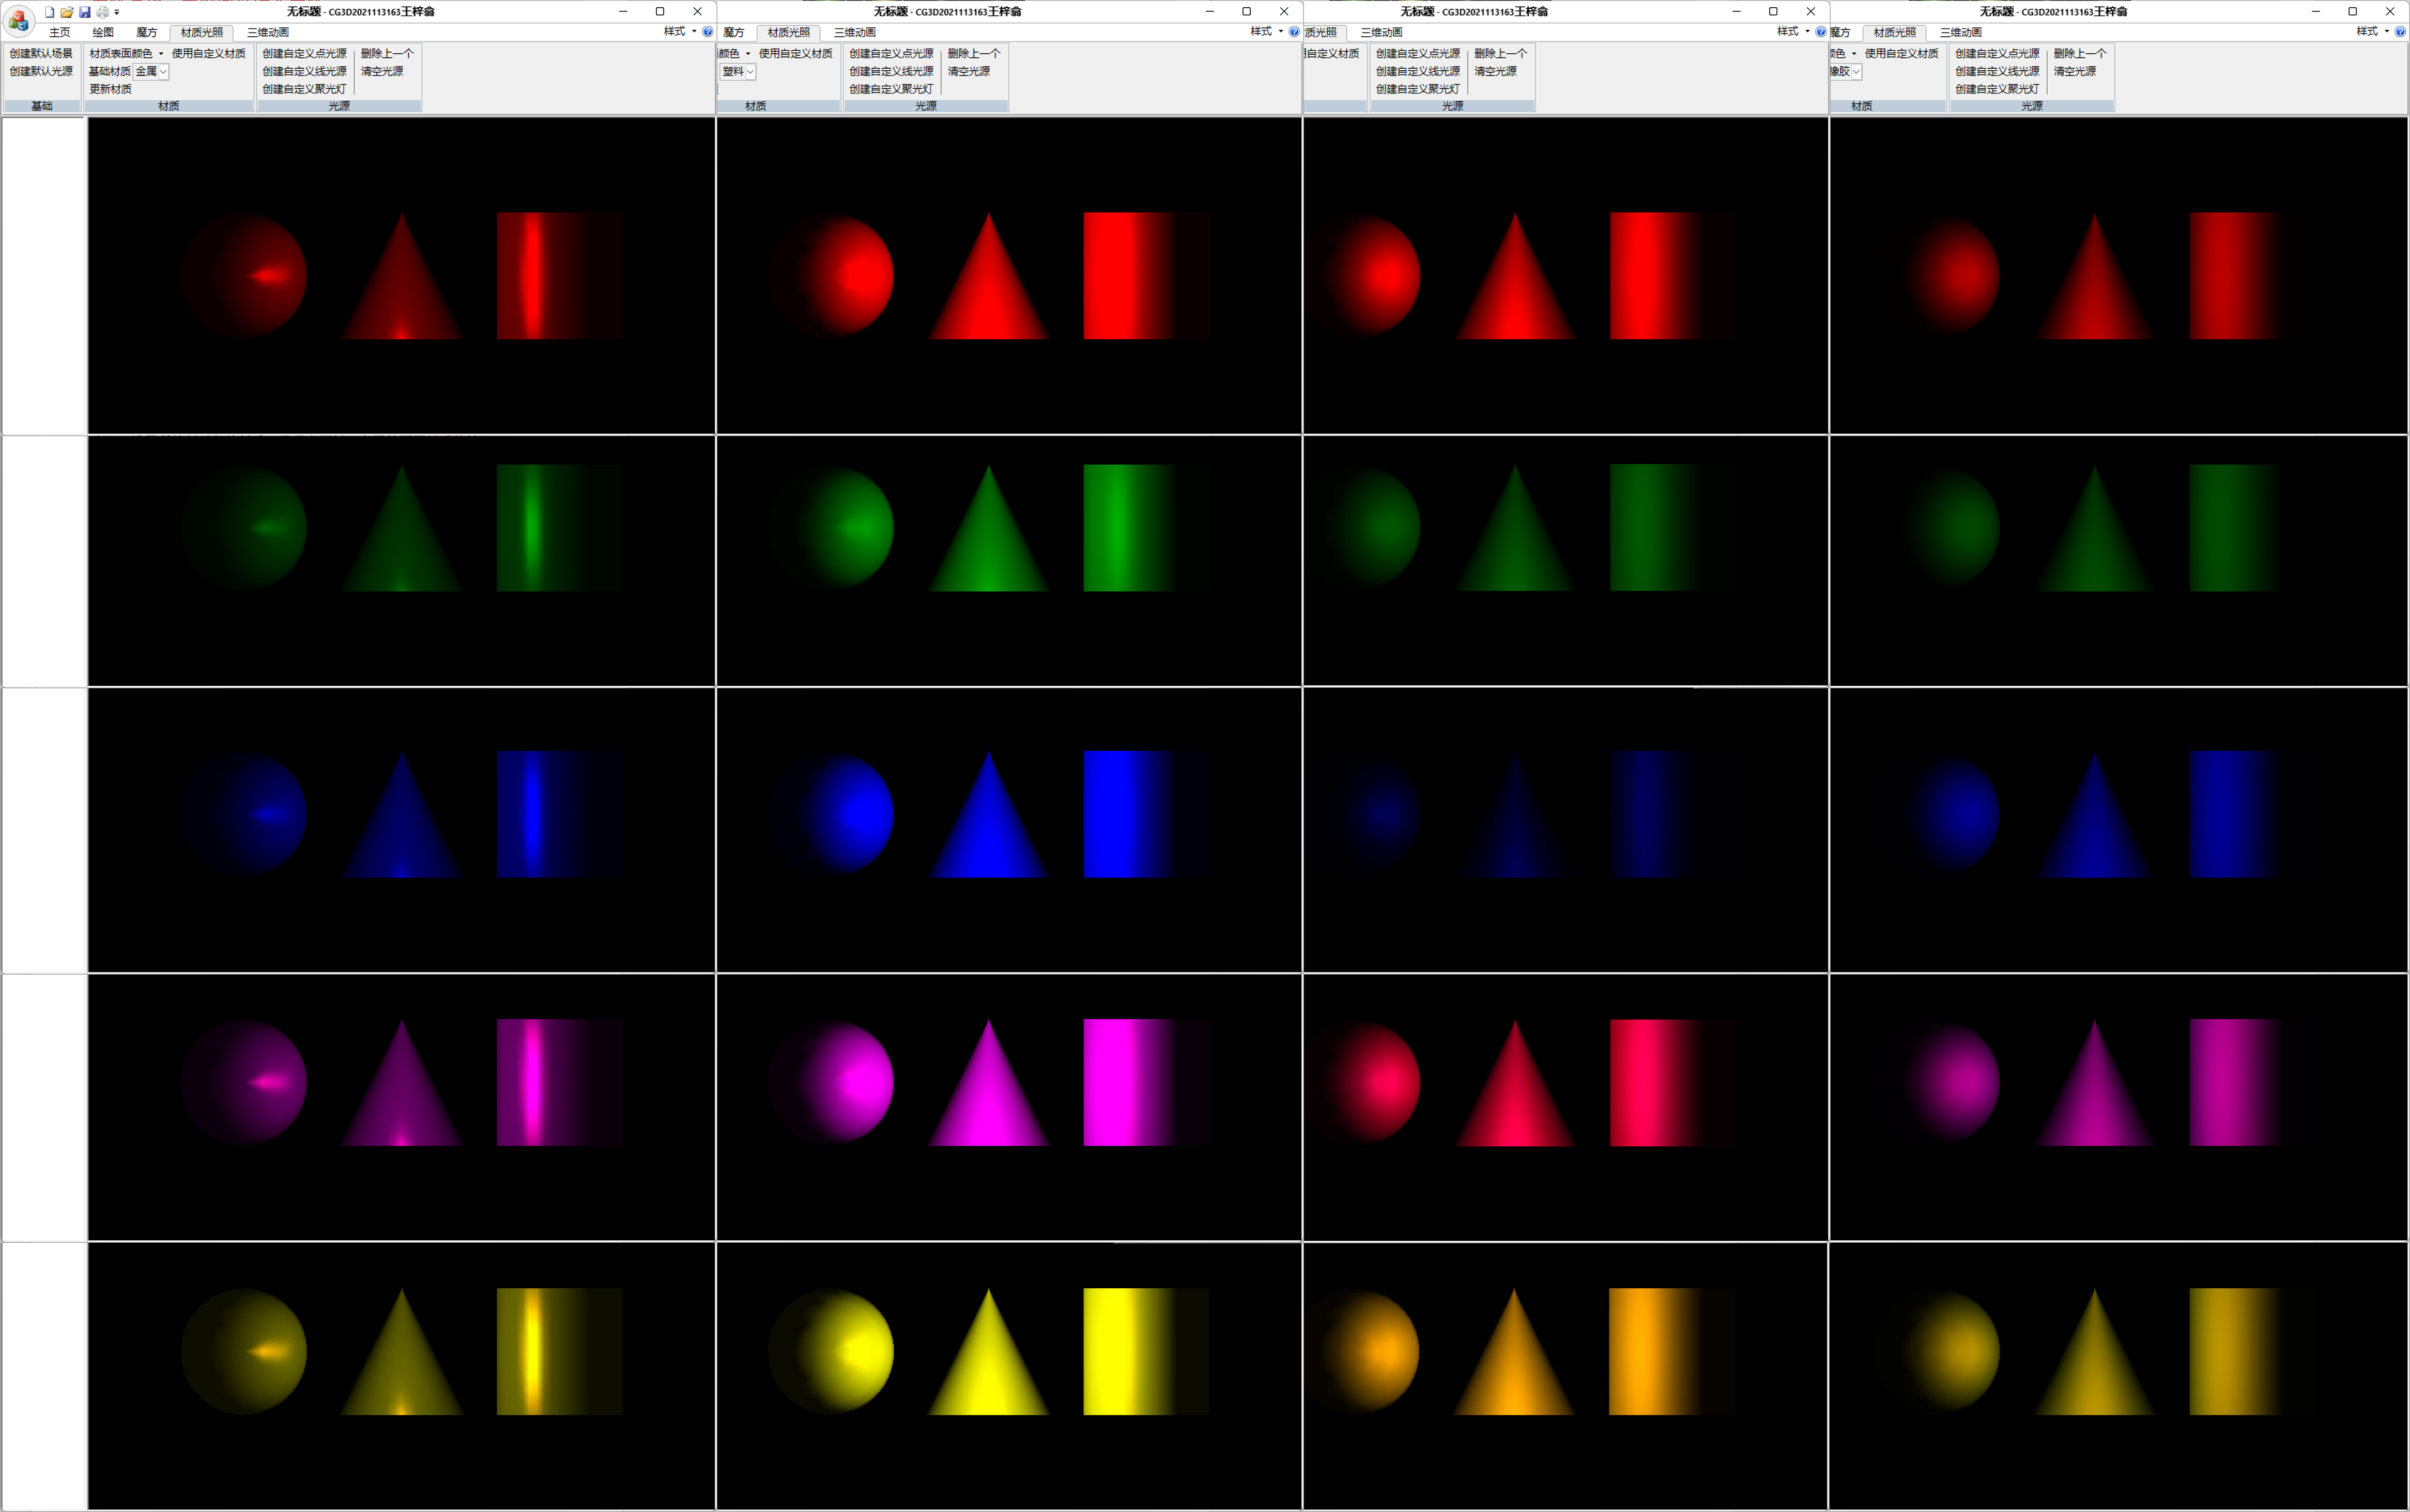 无标题 - CG3D2021113163王梓翁
主页 绘图 魔方 材质光照 三维动画 样式
创建默认场景 材质表面颜色 使用自定义材质 创建自定义点光源 删除上一个
创建默认光源 基础材质 金属 创建自定义线光源 清空光源
更新材质 创建自定义聚光灯
基础 材质 光源
无标题 - CG3D2021113163王梓翁
魔方 材质光照 三维动画 样式
颜色 使用自定义材质 创建自定义点光源 删除上一个
塑料 创建自定义线光源 清空光源
创建自定义聚光灯
材质 光源
无标题 - CG3D2021113163王梓翁
质光照 三维动画 样式
自定义材质 创建自定义点光源 删除上一个
创建自定义线光源 清空光源
创建自定义聚光灯
光源
无标题 - CG3D2021113163王梓翁
魔方 材质光照 三维动画 样式
色 使用自定义材质 创建自定义点光源 删除上一个
橡胶 创建自定义线光源 清空光源
创建自定义聚光灯
材质 光源